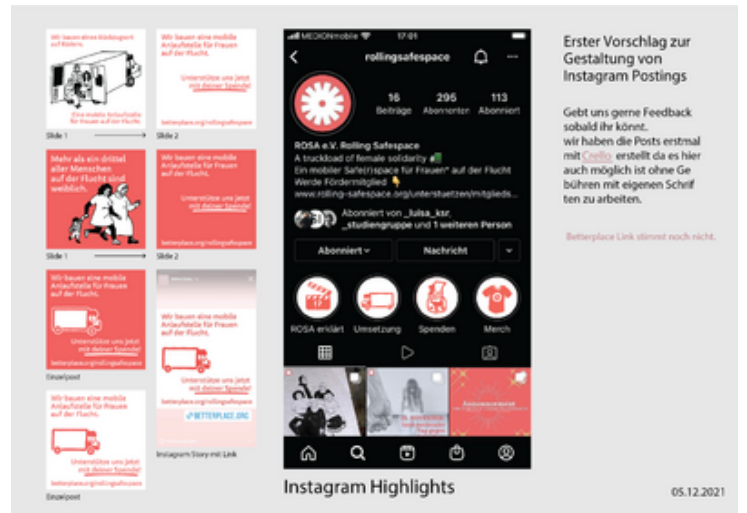 Wir bauen eines Rückzugsort
auf Rädern.
Eine mobile Anlaufstelle
für Frauen auf der Flucht.
Slide 1
Wir bauen eine mobile
Anlaufstelle für Frauen
auf der Flucht.
Unterstütze uns jetzt
mit deiner Spende!
betterplace.org/rollingsafespace
Slide 2
Mehr als ein drittel
aller Menschen
auf der Flucht sind
weiblich.
Slide 1
Wir bauen eine mobile
Anlaufstelle für Frauen
auf der Flucht.
Unterstütze uns jetzt
mit deiner Spende!
betterplace.org/rollingsafespace
Slide 2
Wir bauen eine mobile
Anlaufstelle für Frauen
auf der Flucht.
Unterstütze uns jetzt
mit deiner Spende!
betterplace.org/rollingsafespace
Einzelpost
Wir bauen eine mobile
Anlaufstelle für Frauen
auf der Flucht.
Unterstütze uns jetzt
mit deiner Spende!
betterplace.org/rollingsafespace
BETTERPLACE.ORG
Instagram Story mit Link
Wir bauen eine mobile
Anlaufstelle für Frauen
auf der Flucht.
Unterstütze uns jetzt
mit deiner Spende!
betterplace.org/rollingsafespace
Einzelpost
MEDIONmobile 17:01
rollingsafespace
16 295 113
Beiträge Abonnenten Abonniert
ROSA e.V. Rolling Safespace
A truckload of female solidarity
Ein mobiler Safe(r)space für Frauen* auf der Flucht
Werde Fördermitglied
www.rolling-safespace.org/unterstuetzen/mitglieds...
Abonniert von _luisa_ksr,
_studiengruppe und 1 weiteren Person
Abonniert Nachricht
ROSA erklärt Umsetzung Spenden Merch
Announcement
Instagram Highlights
Erster Vorschlag zur
Gestaltung von
Instagram Postings
Gebt uns gerne Feedback
sobald ihr könnt.
wir haben die Posts erstmal
mit Crello erstellt da es hier
auch möglich ist ohne Ge
bühren mit eigenen Schrif
ten zu arbeiten.
Betterplace Link stimmt noch nicht.
05.12.2021